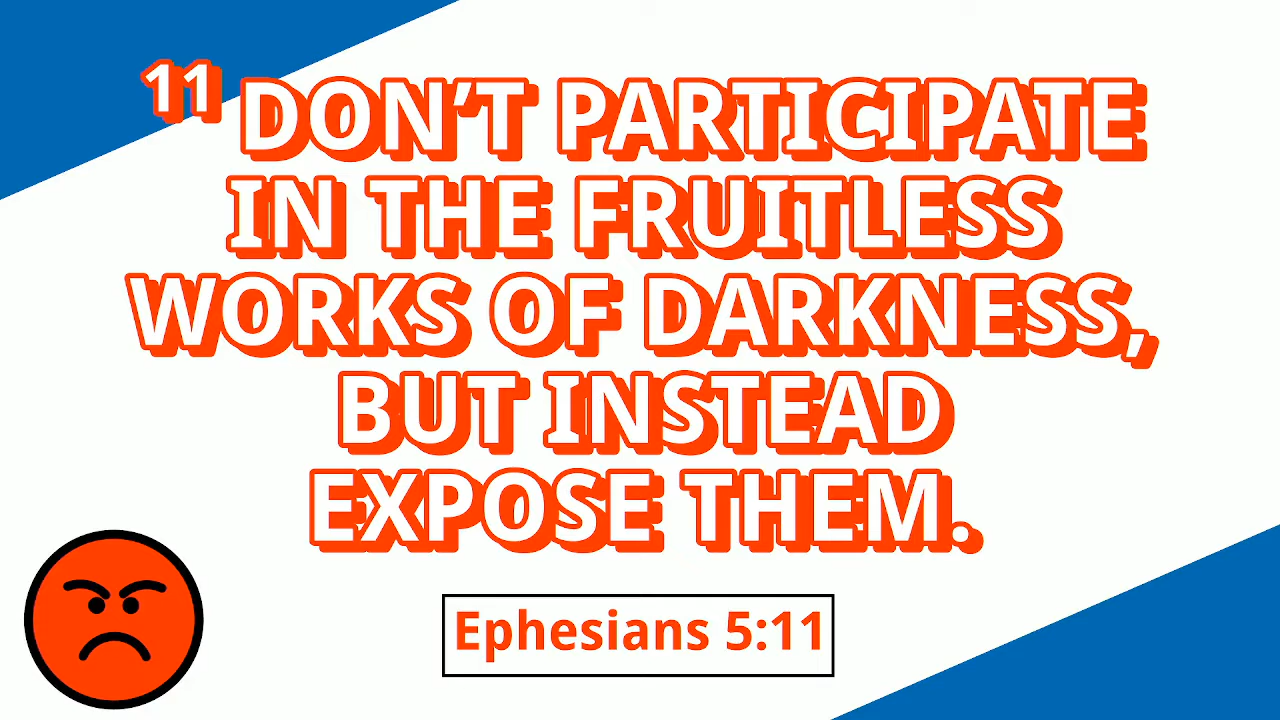 11 DON’T PARTICIPATE
IN THE FRUITLESS
WORKS OF DARKNESS,
BUT INSTEAD
EXPOSE THEM.
Ephesians 5:11